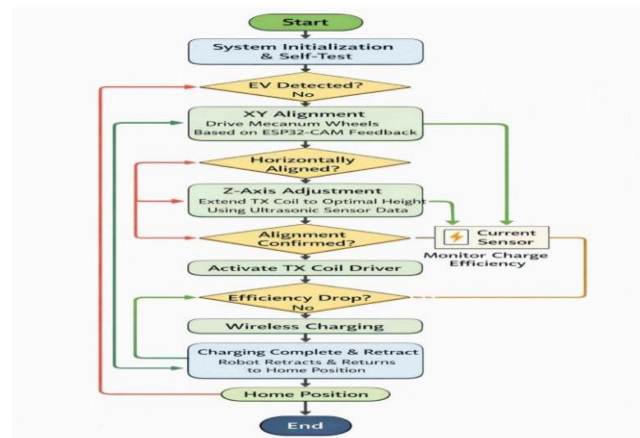 Start
System Initialization
& Self-Test
EV Detected?
No
XY Alignment
Drive Mecanum Wheels
Based on ESP32-CAM Feedback
Horizontally
Aligned?
Z-Axis Adjustment
Extend TX Coil to Optimal Height
Using Ultrasonic Sensor Data
Alignment
Confirmed?
Current
Sensor
Monitor Charge
Efficiency
Activate TX Coil Driver
Efficiency Drop?
No
Wireless Charging
Charging Complete & Retract
Robot Retracts & Returns
to Home Position
Home Position
End